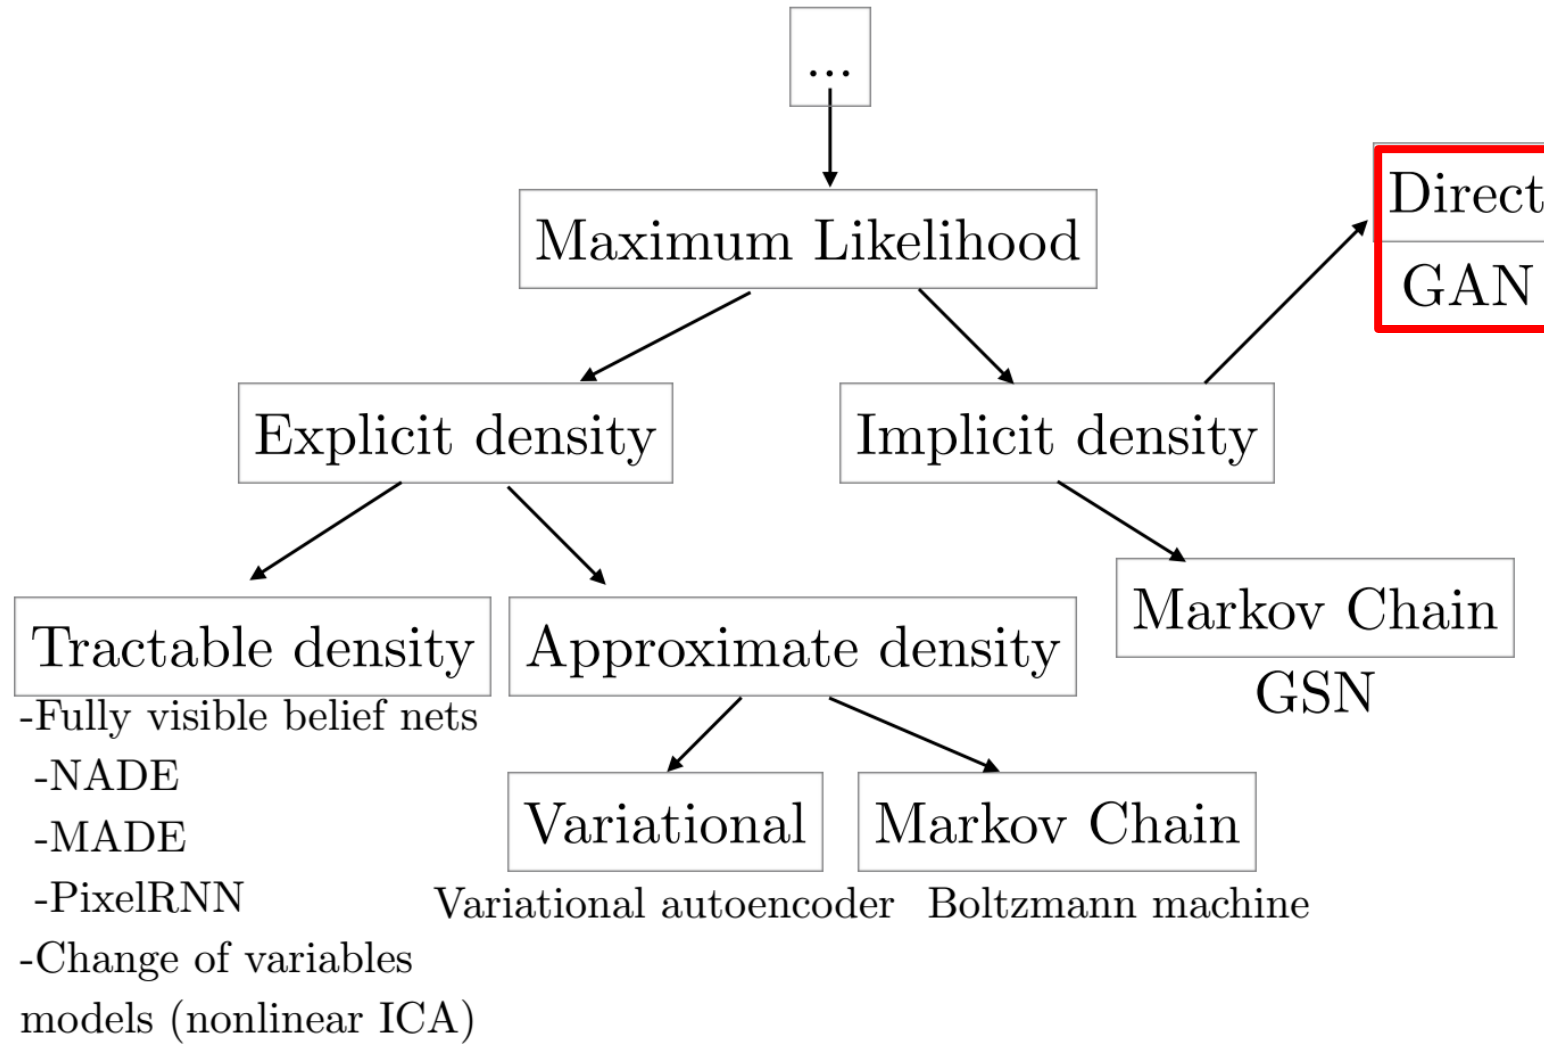 ...
Maximum Likelihood
Direct
GAN
Explicit density
Implicit density
Markov Chain
GSN
Tractable density
-Fully visible belief nets
-NADE
-MADE
-PixelRNN
-Change of variables
models (nonlinear ICA)
Approximate density
Variational
Variational autoencoder
Markov Chain
Boltzmann machine